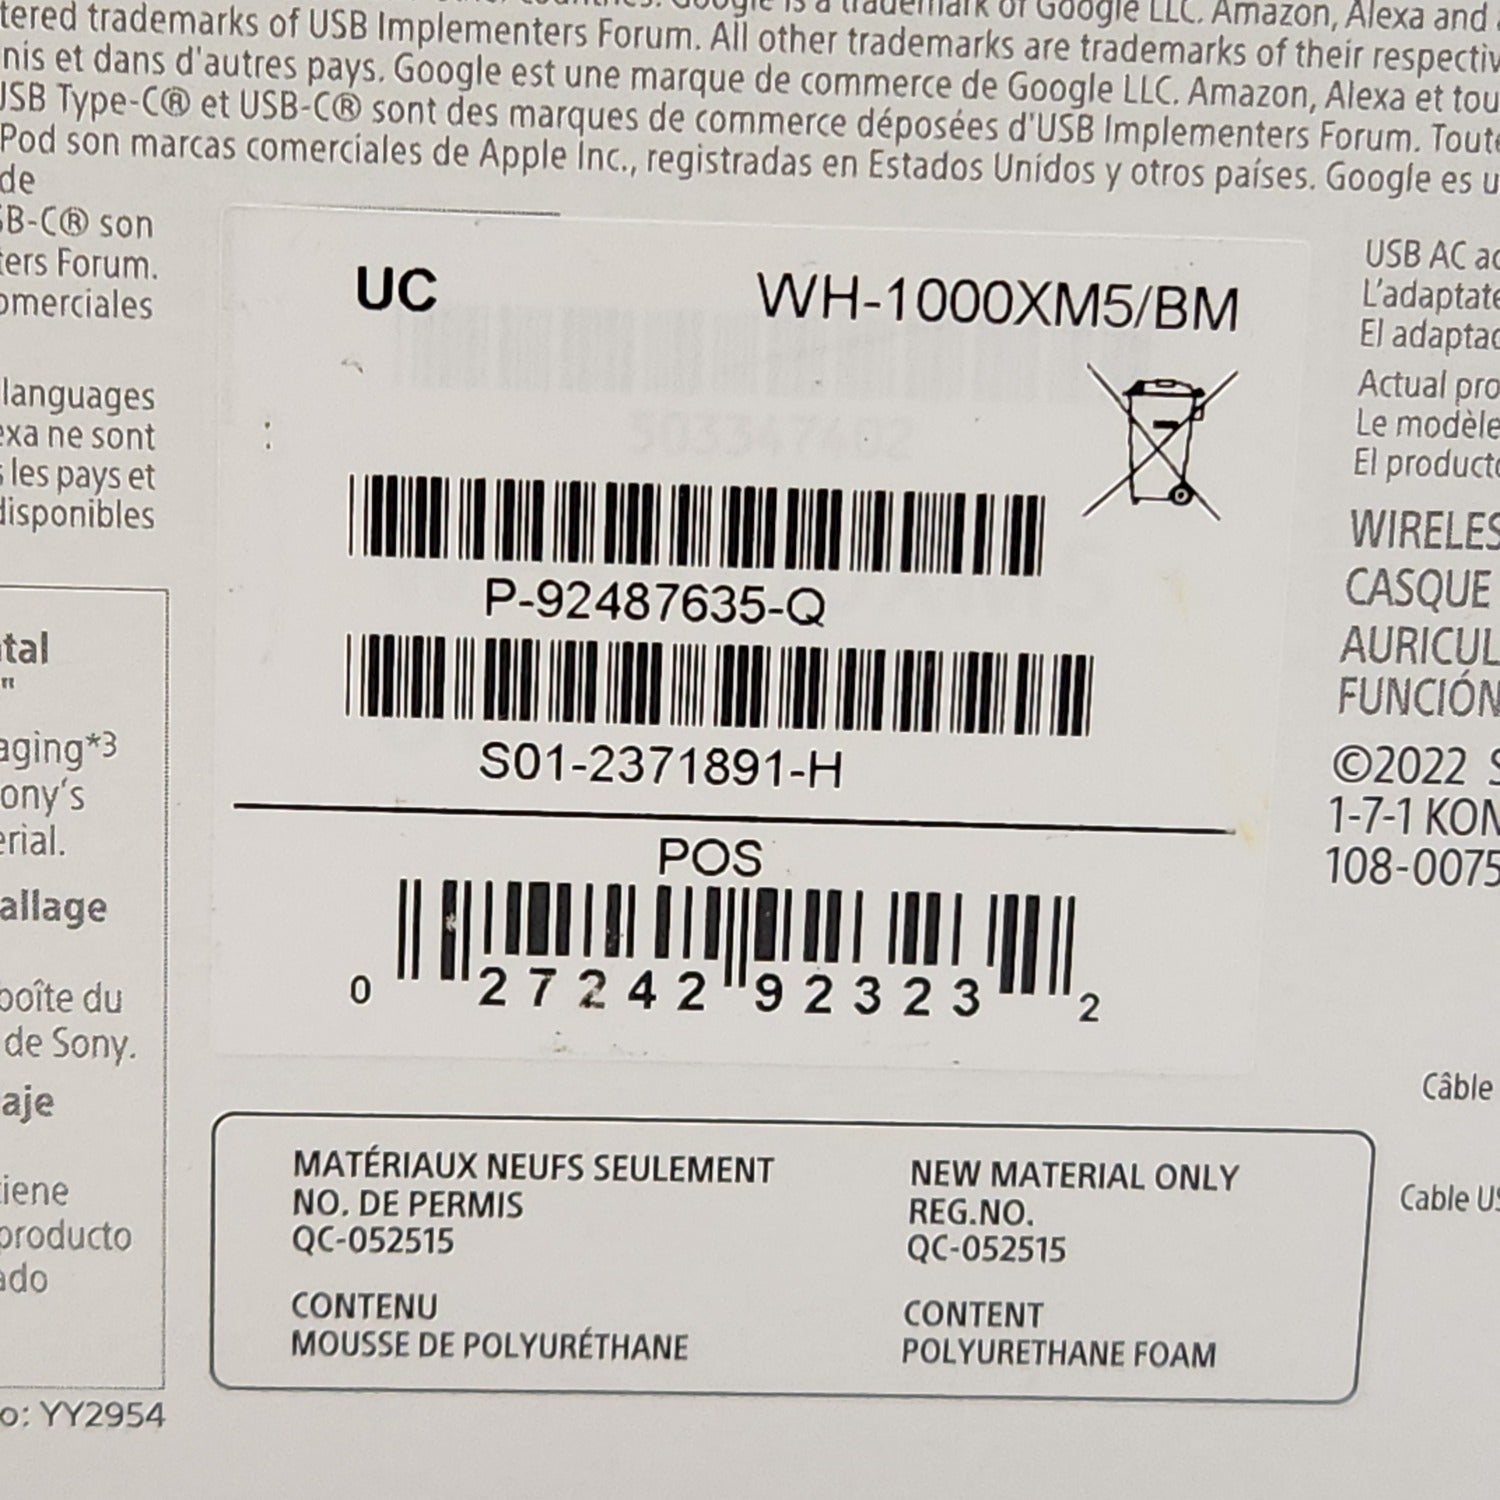 tered trademarks of USB Implementers Forum. All other trademarks are trademarks of their respectiv
nis et dans d'autres pays. Google est une marque de commerce de Google LLC. Amazon, Alexa et tou
USB Type-C® et USB-C® sont des marques de commerce déposées d'USB Implementers Forum. Toute
Pod son marcas comerciales de Apple Inc., registradas en Estados Unidos y otros países. Google es u
de
SB-C® son
ters Forum.
omerciales
languages
exa ne sont
s les pays et
disponibles
tal
"
aging*3
ony's
erial.
allage
boîte du
de Sony.
aje
iene
producto
ado
o: YY2954
UC
WH-1000XM5/BM
503347402
P-92487635-Q
S01-2371891-H
POS
0 27242 92323 2
MATÉRIAUX NEUFS SEULEMENT
NO. DE PERMIS
QC-052515
CONTENU
MOUSSE DE POLYURÉTHANE
NEW MATERIAL ONLY
REG.NO.
QC-052515
CONTENT
POLYURETHANE FOAM
USB AC ad
L'adaptate
El adaptad
Actual pro
Le modèle
El producto
WIRELES
CASQUE
AURICUL
FUNCIÓN
©2022 S
1-7-1 KON
108-0075
Câble
Cable US